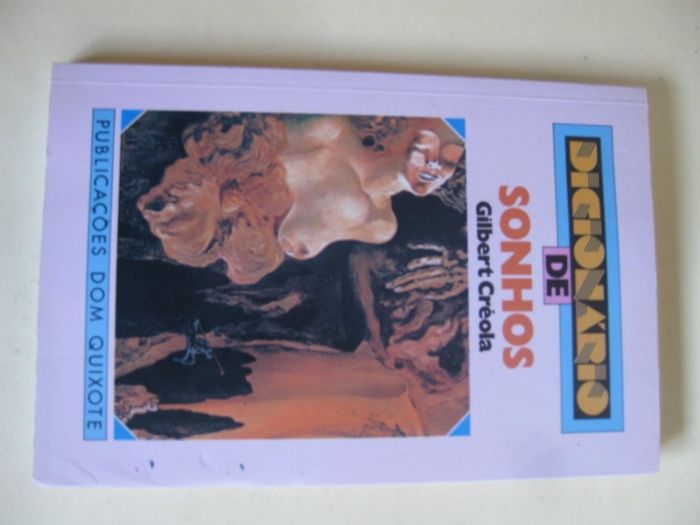 DICIONÁRIO
DE
SONHOS
Gilbert Créola
PUBLICAÇÕES DOM QUIXOTE